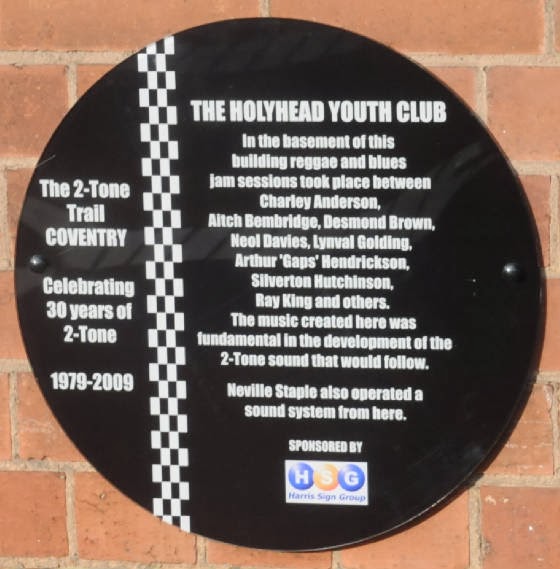 The 2-Tone
Trail
COVENTRY
Celebrating
30 years of
2-Tone
1979-2009
THE HOLYHEAD YOUTH CLUB
In the basement of this
building reggae and blues
jam sessions took place between
Charley Anderson,
Aitch Bembridge, Desmond Brown,
Neol Davies, Lynval Golding,
Arthur 'Gaps' Hendrickson,
Silverton Hutchinson,
Ray King and others.
The music created here was
fundamental in the development of the
2-Tone sound that would follow.
Neville Staple also operated a
sound system from here.
SPONSORED BY
HSG
Harris Sign Group